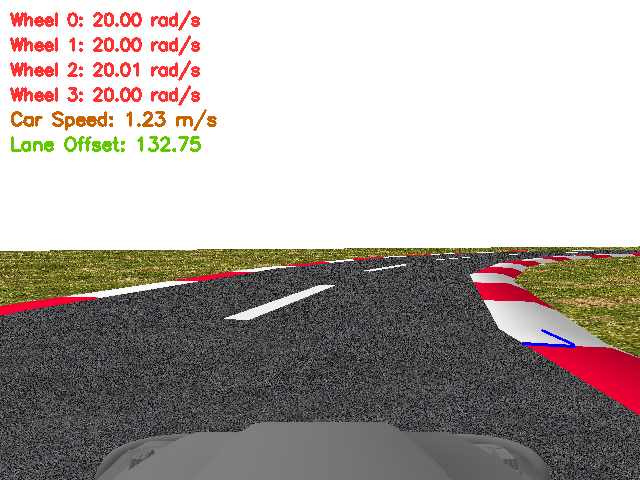 Wheel 0: 20.00 rad/s
Wheel 1: 20.00 rad/s
Wheel 2: 20.01 rad/s
Wheel 3: 20.00 rad/s
Car Speed: 1.23 m/s
Lane Offset: 132.75